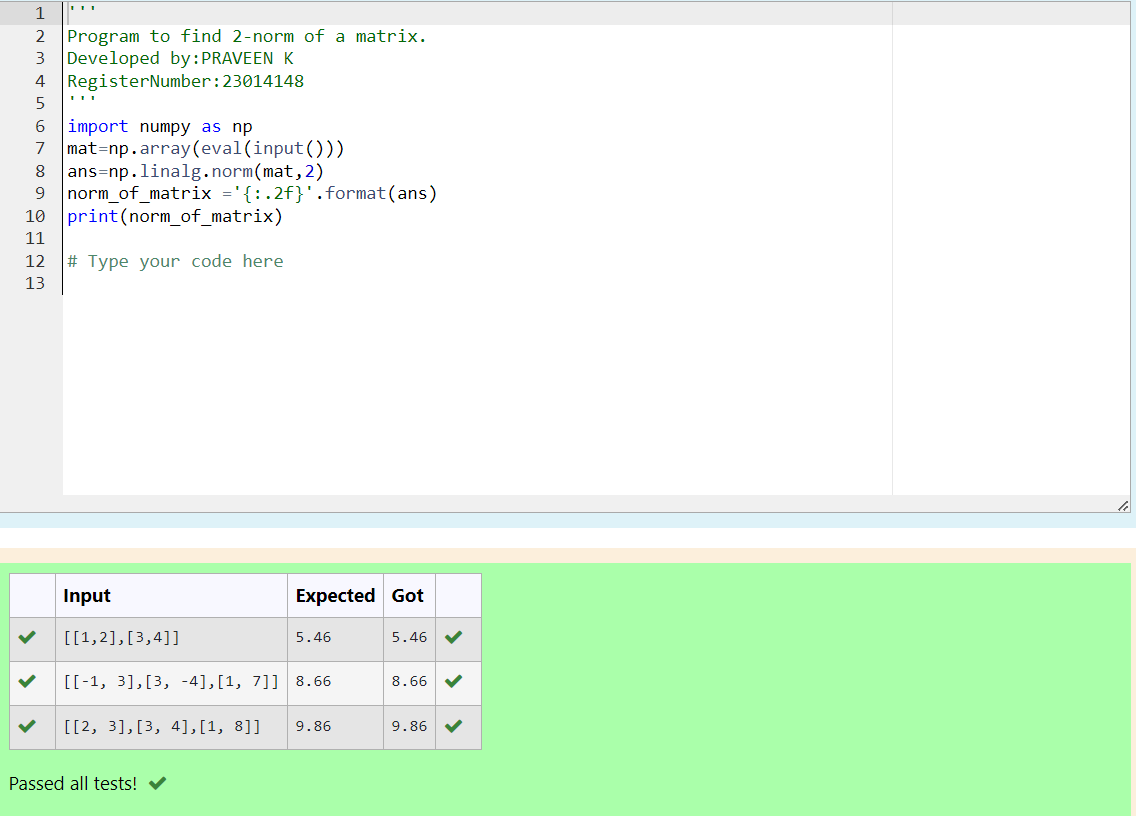 1 '''
2 Program to find 2-norm of a matrix.
3 Developed by:PRAVEEN K
4 RegisterNumber:23014148
5 '''
6 import numpy as np
7 mat=np.array(eval(input()))
8 ans=np.linalg.norm(mat,2)
9 norm_of_matrix ='{:.2f}'.format(ans)
10 print(norm_of_matrix)
11
12 # Type your code here
13
Input Expected Got
[[1,2],[3,4]] 5.46 5.46
[[-1, 3],[3, -4],[1, 7]] 8.66 8.66
[[2, 3],[3, 4],[1, 8]] 9.86 9.86
Passed all tests!